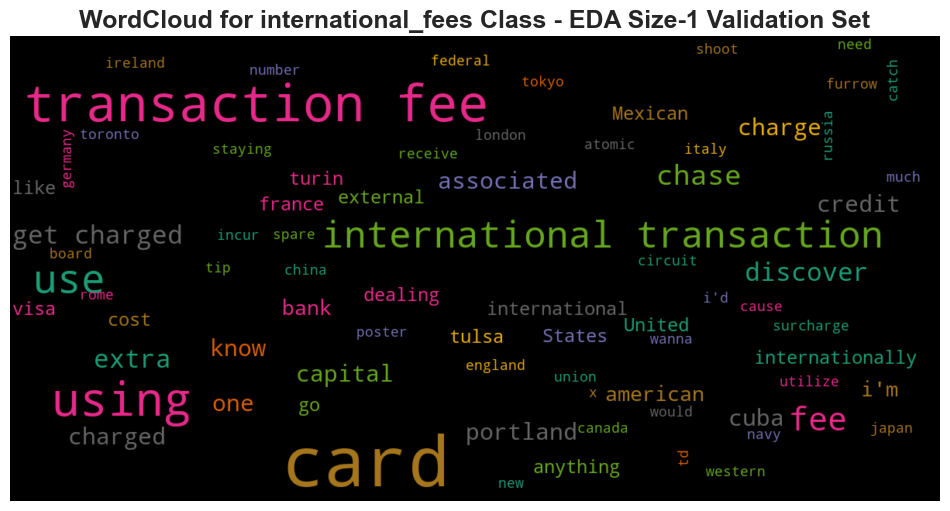 WordCloud for international_fees Class - EDA Size-1 Validation Set
need
shoot
federal
ireland
number
catch
tokyo
furrow
transaction fee
Mexican
charge
russia
toronto
london
germany
atomic
italy
staying
receive
chase
much
turin
associated
like
external
credit
france
get charged
incur
spare
international transaction
board
circuit
tip
china
discover
use
rome
dealing
i'd
visa
bank
international
cause
cost
United
surcharge
poster
tulsa
States
wanna
know
extra
england
internationally
capital
union
utilize
using
x
american
i'm
one
go
would
cuba
fee
charged
portland
canada
navy
japan
card
td
anything
western
new